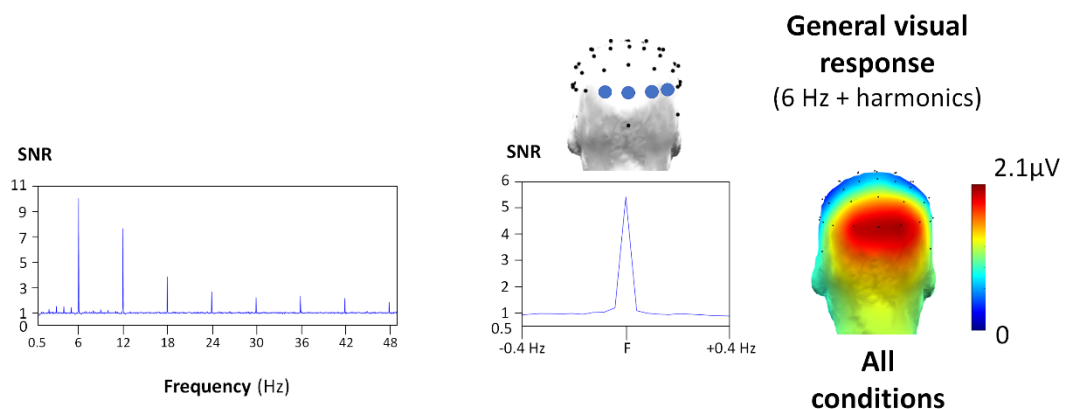 General visual
response
(6 Hz + harmonics)
SNR
11
9
7
5
3
1
0
0.5 6 12 18 24 30 36 42 48
Frequency (Hz)
SNR
6
5
4
3
2
1
0.5
-0.4 Hz F +0.4 Hz
2.1µV
0
All
conditions